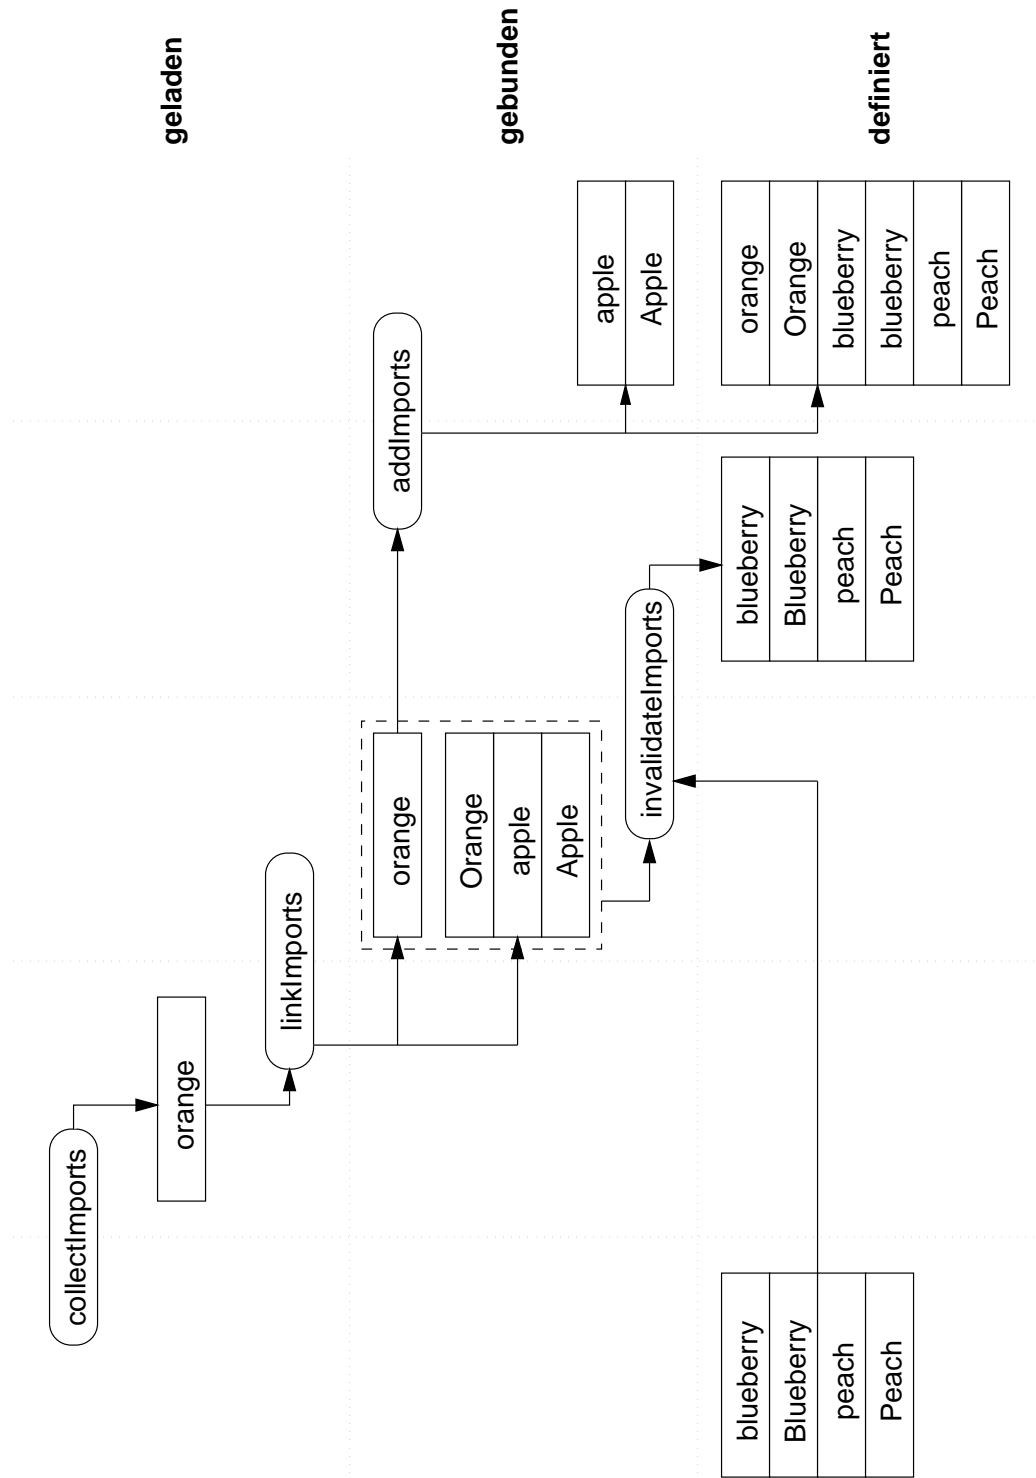 geladen
gebunden
definiert
collectImports
orange
linkImports
orange
Orange
apple
Apple
invalidateImports
addImports
apple
Apple
blueberry
Blueberry
peach
Peach
blueberry
Blueberry
peach
Peach
orange
Orange
blueberry
blueberry
peach
Peach